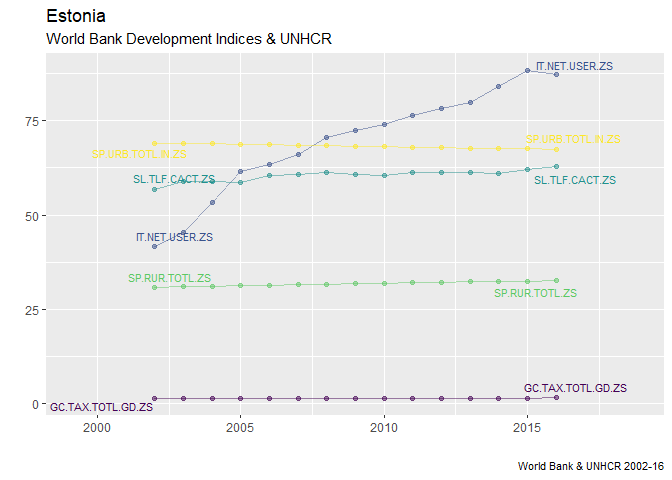 Estonia
World Bank Development Indices & UNHCR
IT.NET.USER.ZS
75
SP.URB.TOTL.IN.ZS
SP.URB.TOTL.IN.ZS
SL.TLF.CACT.ZS
SL.TLF.CACT.ZS
50
IT.NET.USER.ZS
SP.RUR.TOTL.ZS
SP.RUR.TOTL.ZS
25
GC.TAX.TOTL.GD.ZS
0
GC.TAX.TOTL.GD.ZS
2000 2005 2010 2015
World Bank & UNHCR 2002-16